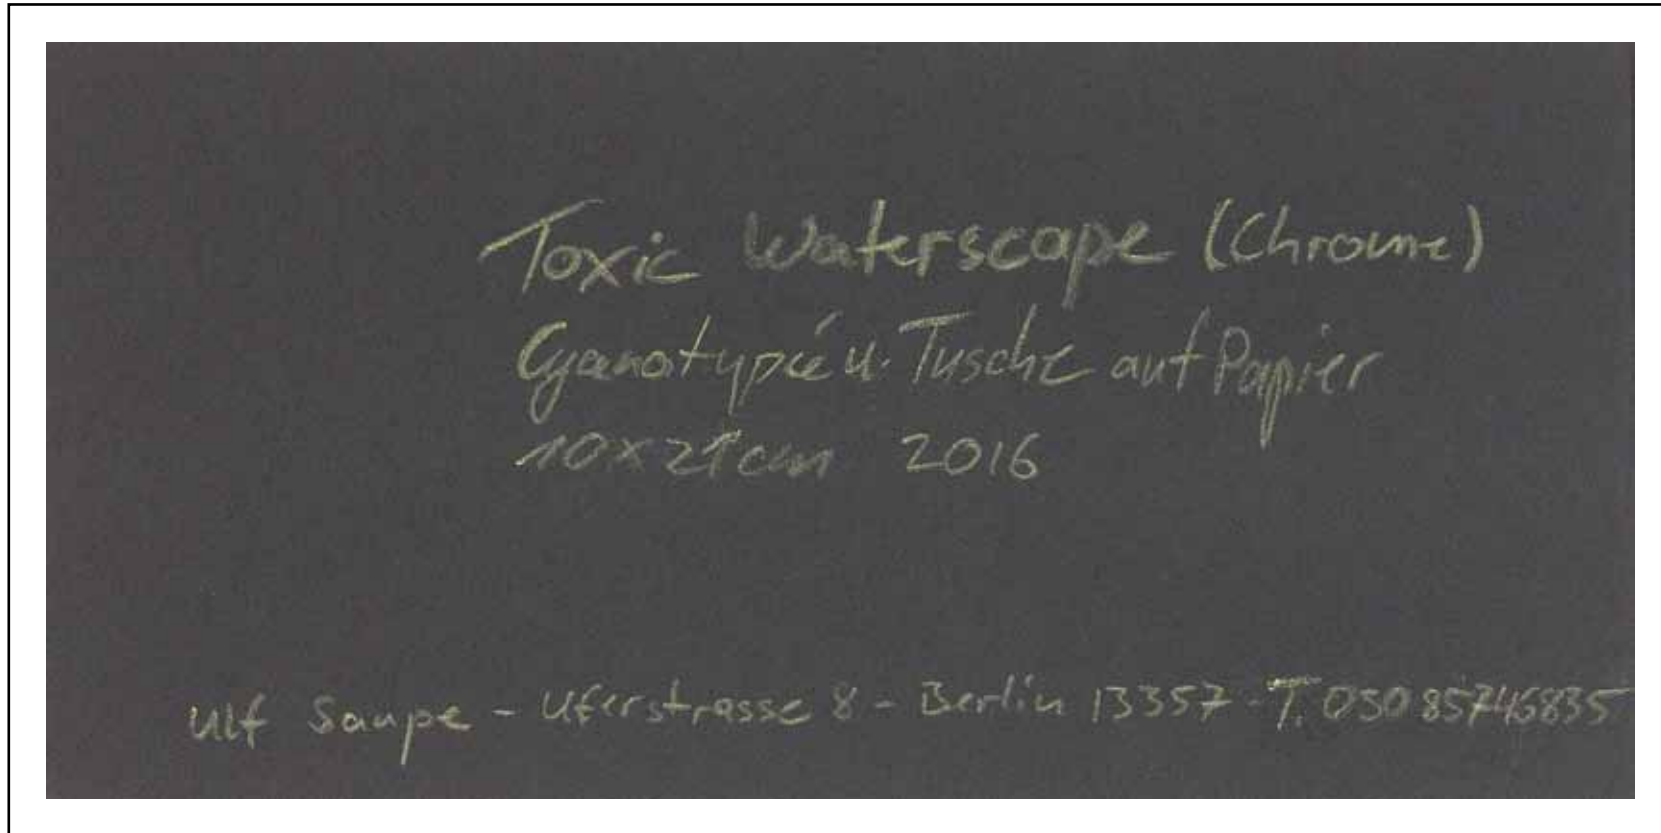 Toxic Waterscape (Chrome)
Cyanotypie u. Tusche auf Papier
10x21cm 2016
Ulf Saupe - Uferstrasse 8 - Berlin 13357 - T. 030 85746835